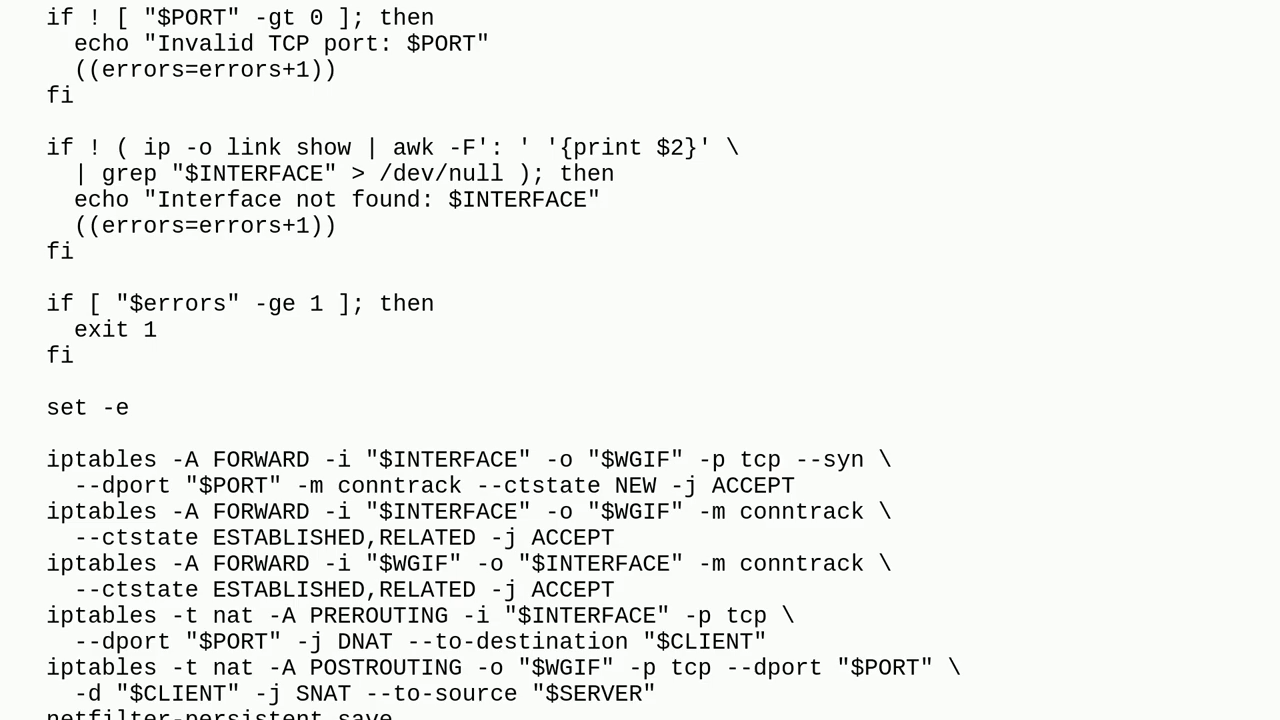 if ! [ "$PORT" -gt 0 ]; then
  echo "Invalid TCP port: $PORT"
  ((errors=errors+1))
fi

if ! ( ip -o link show | awk -F': ' '{print $2}' \
  | grep "$INTERFACE" > /dev/null ); then
  echo "Interface not found: $INTERFACE"
  ((errors=errors+1))
fi

if [ "$errors" -ge 1 ]; then
  exit 1
fi

set -e

iptables -A FORWARD -i "$INTERFACE" -o "$WGIF" -p tcp --syn \
  --dport "$PORT" -m conntrack --ctstate NEW -j ACCEPT
iptables -A FORWARD -i "$INTERFACE" -o "$WGIF" -m conntrack \
  --ctstate ESTABLISHED,RELATED -j ACCEPT
iptables -A FORWARD -i "$WGIF" -o "$INTERFACE" -m conntrack \
  --ctstate ESTABLISHED,RELATED -j ACCEPT
iptables -t nat -A PREROUTING -i "$INTERFACE" -p tcp \
  --dport "$PORT" -j DNAT --to-destination "$CLIENT"
iptables -t nat -A POSTROUTING -o "$WGIF" -p tcp --dport "$PORT" \
  -d "$CLIENT" -j SNAT --to-source "$SERVER"
netfilter-persistent save